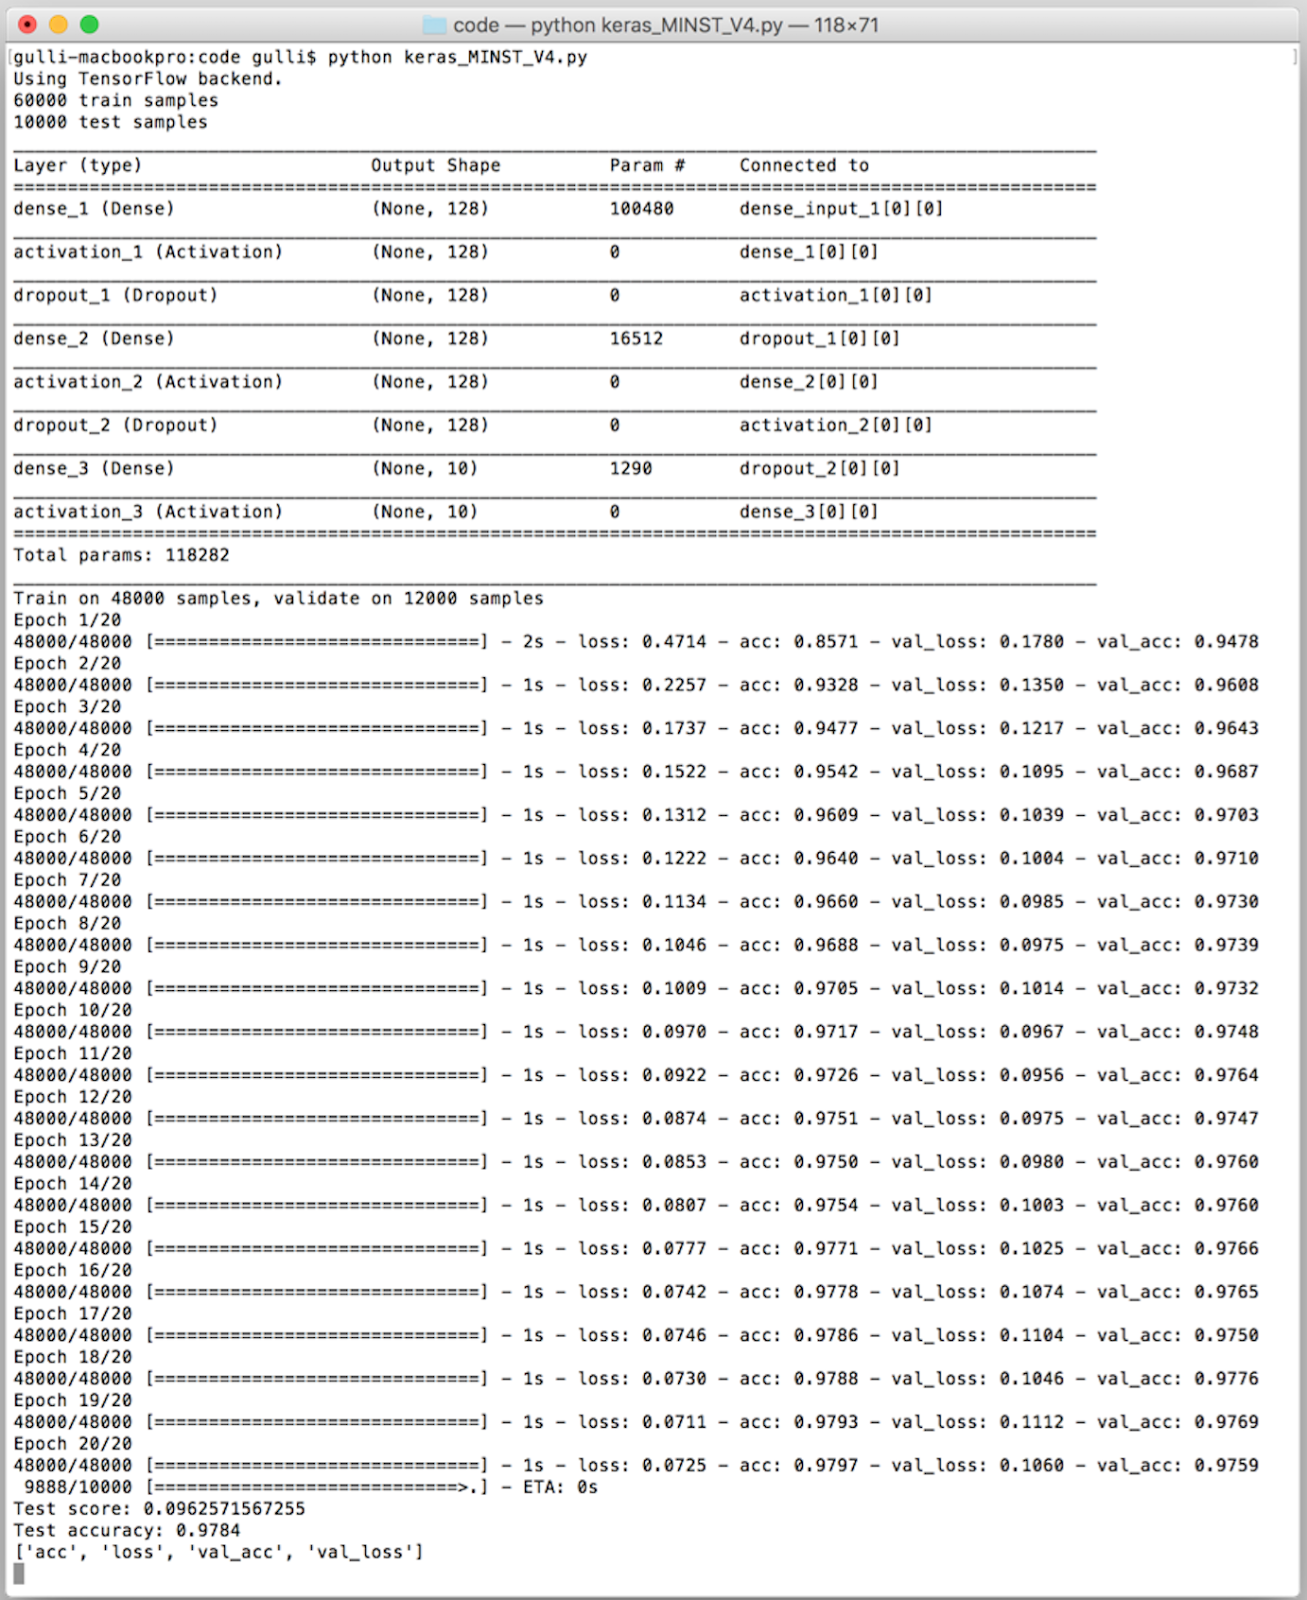 code — python keras_MINST_V4.py — 118×71
[gulli-macbookpro:code gulli$ python keras_MINST_V4.py ]
Using TensorFlow backend.
60000 train samples
10000 test samples
Layer (type) Output Shape Param # Connected to
dense_1 (Dense) (None, 128) 100480 dense_input_1[0][0]
activation_1 (Activation) (None, 128) 0 dense_1[0][0]
dropout_1 (Dropout) (None, 128) 0 activation_1[0][0]
dense_2 (Dense) (None, 128) 16512 dropout_1[0][0]
activation_2 (Activation) (None, 128) 0 dense_2[0][0]
dropout_2 (Dropout) (None, 128) 0 activation_2[0][0]
dense_3 (Dense) (None, 10) 1290 dropout_2[0][0]
activation_3 (Activation) (None, 10) 0 dense_3[0][0]
Total params: 118282
Train on 48000 samples, validate on 12000 samples
Epoch 1/20
48000/48000 [==============================] - 2s - loss: 0.4714 - acc: 0.8571 - val_loss: 0.1780 - val_acc: 0.9478
Epoch 2/20
48000/48000 [==============================] - 1s - loss: 0.2257 - acc: 0.9328 - val_loss: 0.1350 - val_acc: 0.9608
Epoch 3/20
48000/48000 [==============================] - 1s - loss: 0.1737 - acc: 0.9477 - val_loss: 0.1217 - val_acc: 0.9643
Epoch 4/20
48000/48000 [==============================] - 1s - loss: 0.1522 - acc: 0.9542 - val_loss: 0.1095 - val_acc: 0.9687
Epoch 5/20
48000/48000 [==============================] - 1s - loss: 0.1312 - acc: 0.9609 - val_loss: 0.1039 - val_acc: 0.9703
Epoch 6/20
48000/48000 [==============================] - 1s - loss: 0.1222 - acc: 0.9640 - val_loss: 0.1004 - val_acc: 0.9710
Epoch 7/20
48000/48000 [==============================] - 1s - loss: 0.1134 - acc: 0.9660 - val_loss: 0.0985 - val_acc: 0.9730
Epoch 8/20
48000/48000 [==============================] - 1s - loss: 0.1046 - acc: 0.9688 - val_loss: 0.0975 - val_acc: 0.9739
Epoch 9/20
48000/48000 [==============================] - 1s - loss: 0.1009 - acc: 0.9705 - val_loss: 0.1014 - val_acc: 0.9732
Epoch 10/20
48000/48000 [==============================] - 1s - loss: 0.0970 - acc: 0.9717 - val_loss: 0.0967 - val_acc: 0.9748
Epoch 11/20
48000/48000 [==============================] - 1s - loss: 0.0922 - acc: 0.9726 - val_loss: 0.0956 - val_acc: 0.9764
Epoch 12/20
48000/48000 [==============================] - 1s - loss: 0.0874 - acc: 0.9751 - val_loss: 0.0975 - val_acc: 0.9747
Epoch 13/20
48000/48000 [==============================] - 1s - loss: 0.0853 - acc: 0.9750 - val_loss: 0.0980 - val_acc: 0.9760
Epoch 14/20
48000/48000 [==============================] - 1s - loss: 0.0807 - acc: 0.9754 - val_loss: 0.1003 - val_acc: 0.9760
Epoch 15/20
48000/48000 [==============================] - 1s - loss: 0.0777 - acc: 0.9771 - val_loss: 0.1025 - val_acc: 0.9766
Epoch 16/20
48000/48000 [==============================] - 1s - loss: 0.0742 - acc: 0.9778 - val_loss: 0.1074 - val_acc: 0.9765
Epoch 17/20
48000/48000 [==============================] - 1s - loss: 0.0746 - acc: 0.9786 - val_loss: 0.1104 - val_acc: 0.9750
Epoch 18/20
48000/48000 [==============================] - 1s - loss: 0.0730 - acc: 0.9788 - val_loss: 0.1046 - val_acc: 0.9776
Epoch 19/20
48000/48000 [==============================] - 1s - loss: 0.0711 - acc: 0.9793 - val_loss: 0.1112 - val_acc: 0.9769
Epoch 20/20
48000/48000 [==============================] - 1s - loss: 0.0725 - acc: 0.9797 - val_loss: 0.1060 - val_acc: 0.9759
9888/10000 [============================>.] - ETA: 0s
Test score: 0.0962571567255
Test accuracy: 0.9784
['acc', 'loss', 'val_acc', 'val_loss']